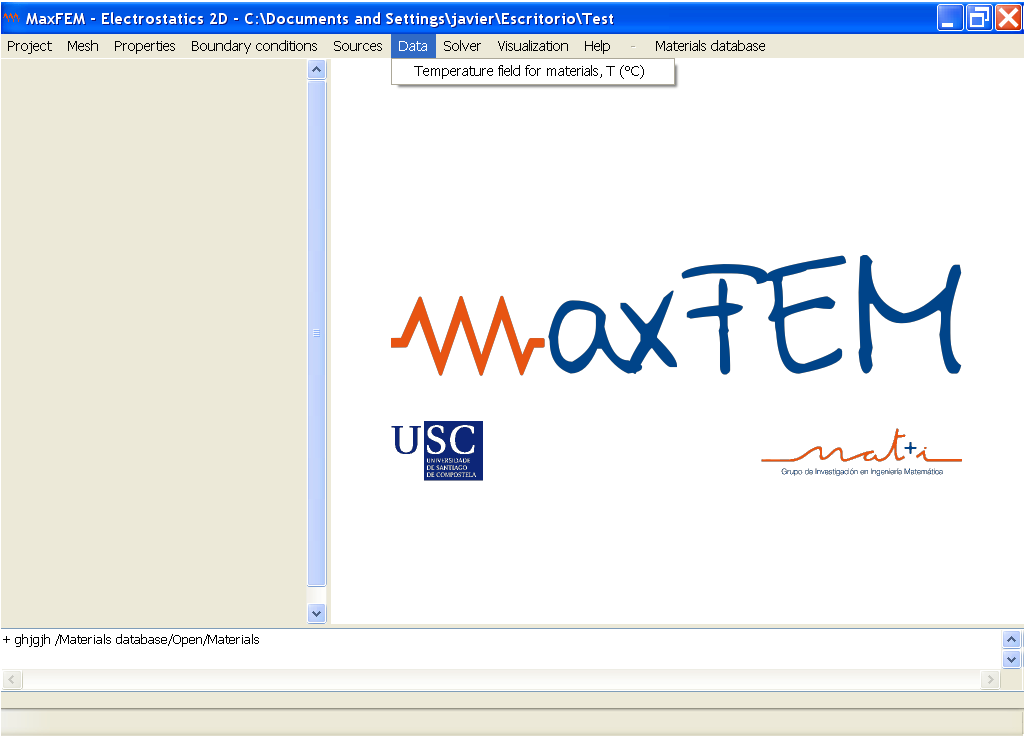 MaxFEM - Electrostatics 2D - C:\Documents and Settings\javier\Escritorio\Test
Project Mesh Properties Boundary conditions Sources Data Solver Visualization Help - Materials database
Temperature field for materials, T (ºC)
maxFEM
USC
UNIVERSIDADE
DE SANTIAGO
DE COMPOSTELA
mat+i
Grupo de Investigación en Ingeniería Matemática
+ ghjgjh /Materials database/Open/Materials